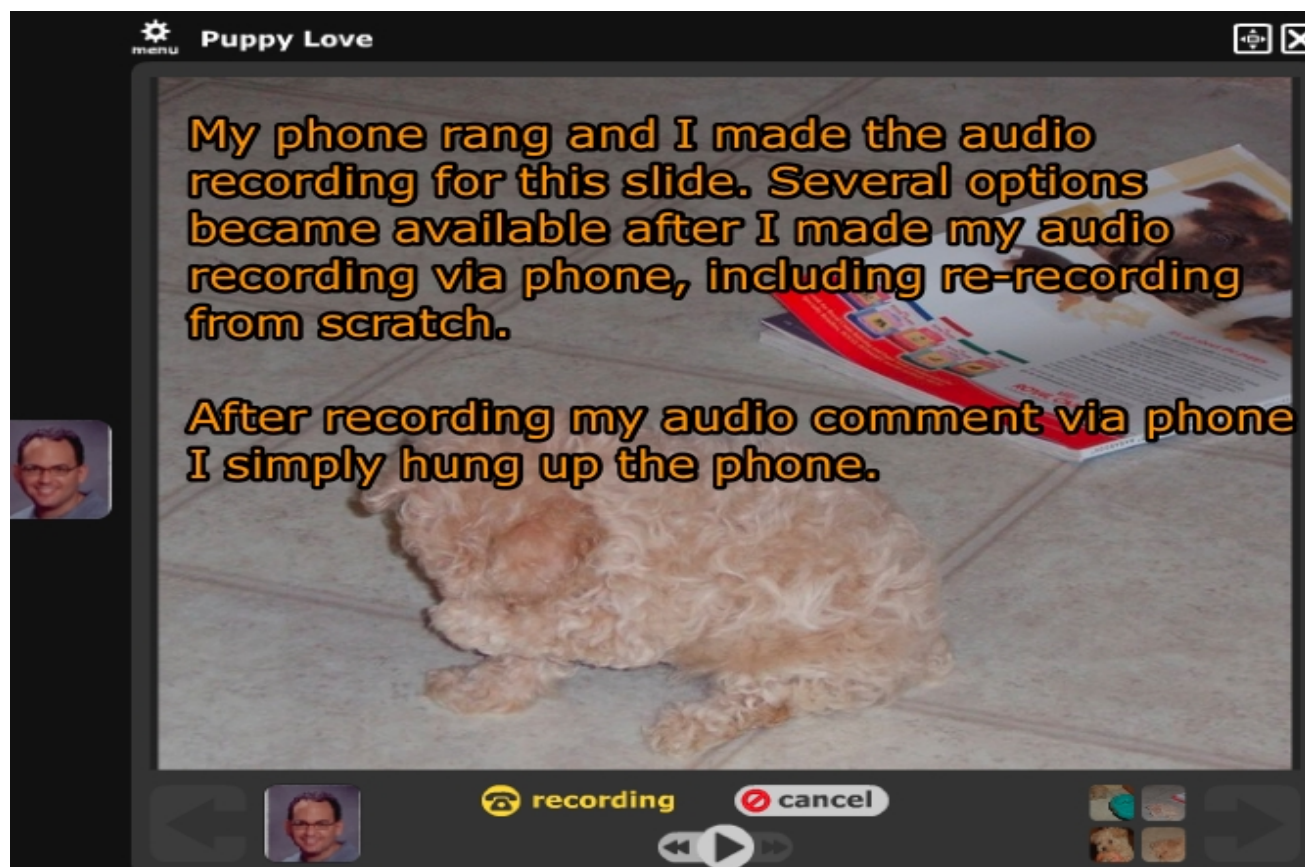 menu Puppy Love
My phone rang and I made the audio
recording for this slide. Several options
became available after I made my audio
recording via phone, including re-recording
from scratch.
After recording my audio comment via phone
I simply hung up the phone.
recording cancel